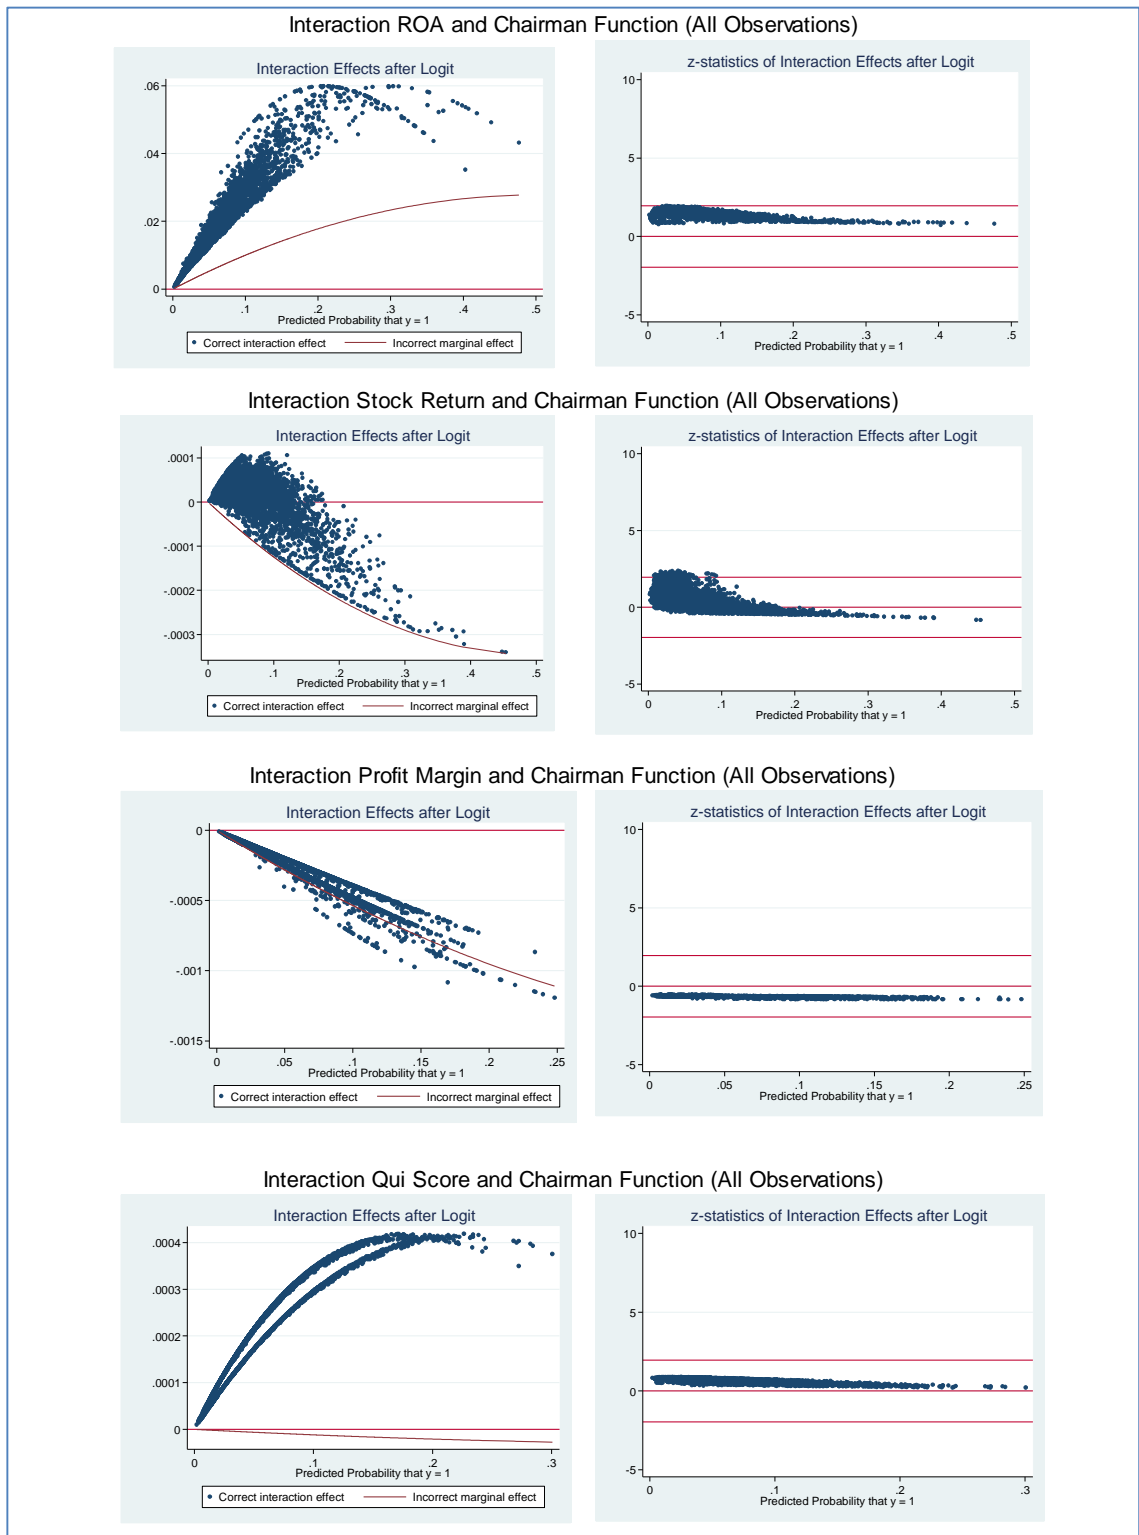 Interaction ROA and Chairman Function (All Observations)
Interaction Effects after Logit
.06
.04
.02
0
0 .1 .2 .3 .4 .5
Predicted Probability that y = 1
Correct interaction effect Incorrect marginal effect
z-statistics of Interaction Effects after Logit
10
5
0
-5
0 .1 .2 .3 .4 .5
Predicted Probability that y = 1
Interaction Stock Return and Chairman Function (All Observations)
Interaction Effects after Logit
.0001
0
-.0001
-.0002
-.0003
0 .1 .2 .3 .4 .5
Predicted Probability that y = 1
Correct interaction effect Incorrect marginal effect
z-statistics of Interaction Effects after Logit
10
5
0
-5
0 .1 .2 .3 .4 .5
Predicted Probability that y = 1
Interaction Profit Margin and Chairman Function (All Observations)
Interaction Effects after Logit
0
-.0005
-.001
-.0015
0 .05 .1 .15 .2 .25
Predicted Probability that y = 1
Correct interaction effect Incorrect marginal effect
z-statistics of Interaction Effects after Logit
10
5
0
-5
0 .05 .1 .15 .2 .25
Predicted Probability that y = 1
Interaction Qui Score and Chairman Function (All Observations)
Interaction Effects after Logit
.0004
.0003
.0002
.0001
0
0 .1 .2 .3
Predicted Probability that y = 1
Correct interaction effect Incorrect marginal effect
z-statistics of Interaction Effects after Logit
10
5
0
-5
0 .1 .2 .3
Predicted Probability that y = 1